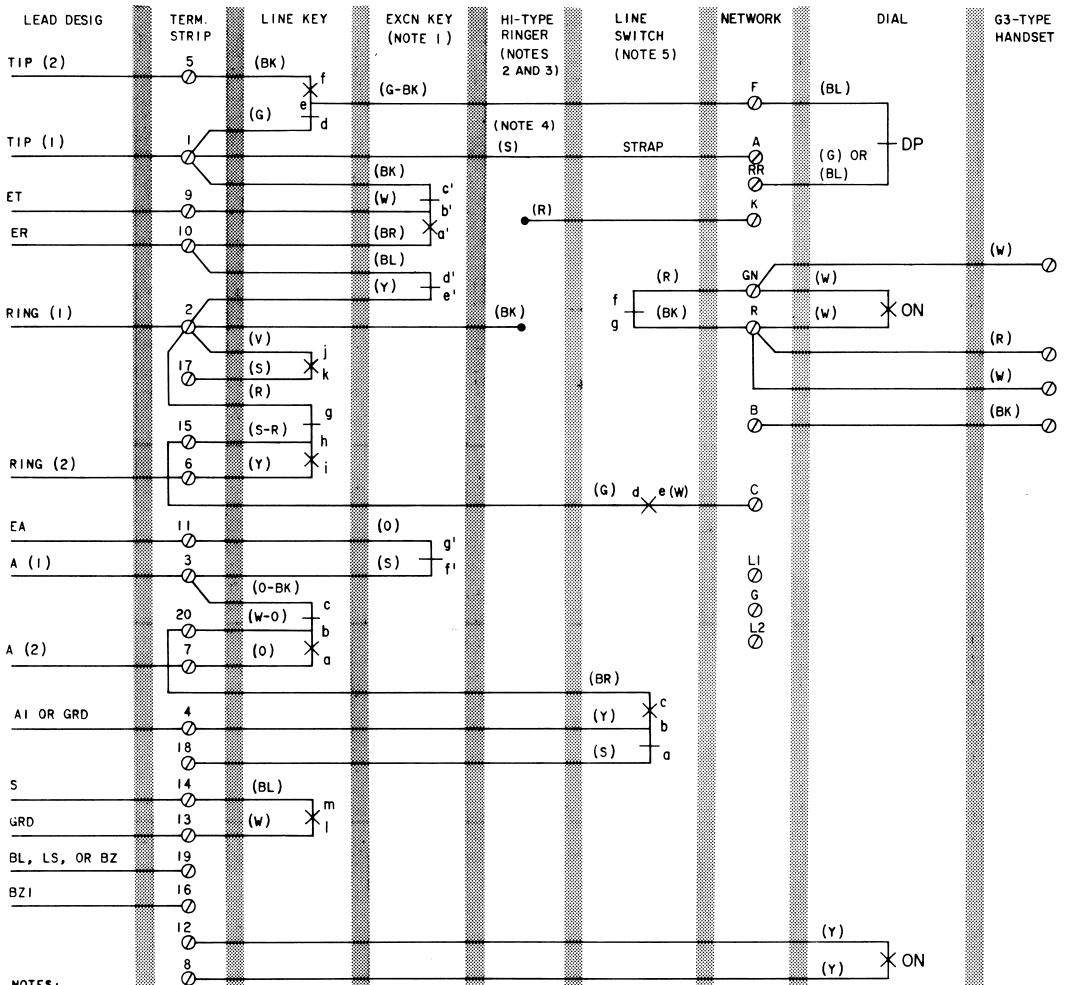 LEAD DESIG
TERM. STRIP
LINE KEY
EXCN KEY (NOTE 1)
HI-TYPE RINGER (NOTES 2 AND 3)
LINE SWITCH (NOTE 5)
NETWORK
DIAL
G3-TYPE HANDSET
TIP (2) 5 (BK) f
(G-BK) F (BL)
e
(G) d
(NOTE 4)
DP
TIP (1) 1 (S) STRAP A
(G) OR (BL)
RR
(BK) c'
ET 9 (W) b'
(R) K
ER 10 (BR) a'
(BL) d'
(Y) e'
(W)
(R) GN (W)
f
ON
g (BK) R (W)
RING (1) 2 (BK)
(R)
(V) j
17 (S) k
(W)
(R) g
15 (S-R) h
B (BK)
RING (2) 6 (Y) i
(G) d e (W) C
EA 11 (O) g'
A (1) 3 (S) f'
L1
(O-BK) c
G
20 (W-O) b
L2
A (2) 7 (O) a
(BR) c
A1 OR GRD 4 (Y) b
18 (S) a
S 14 (BL) m
GRD 13 (W) l
BL, LS, OR BZ 19
BZ1 16
12 (Y)
ON
8 (Y)
NOTES: